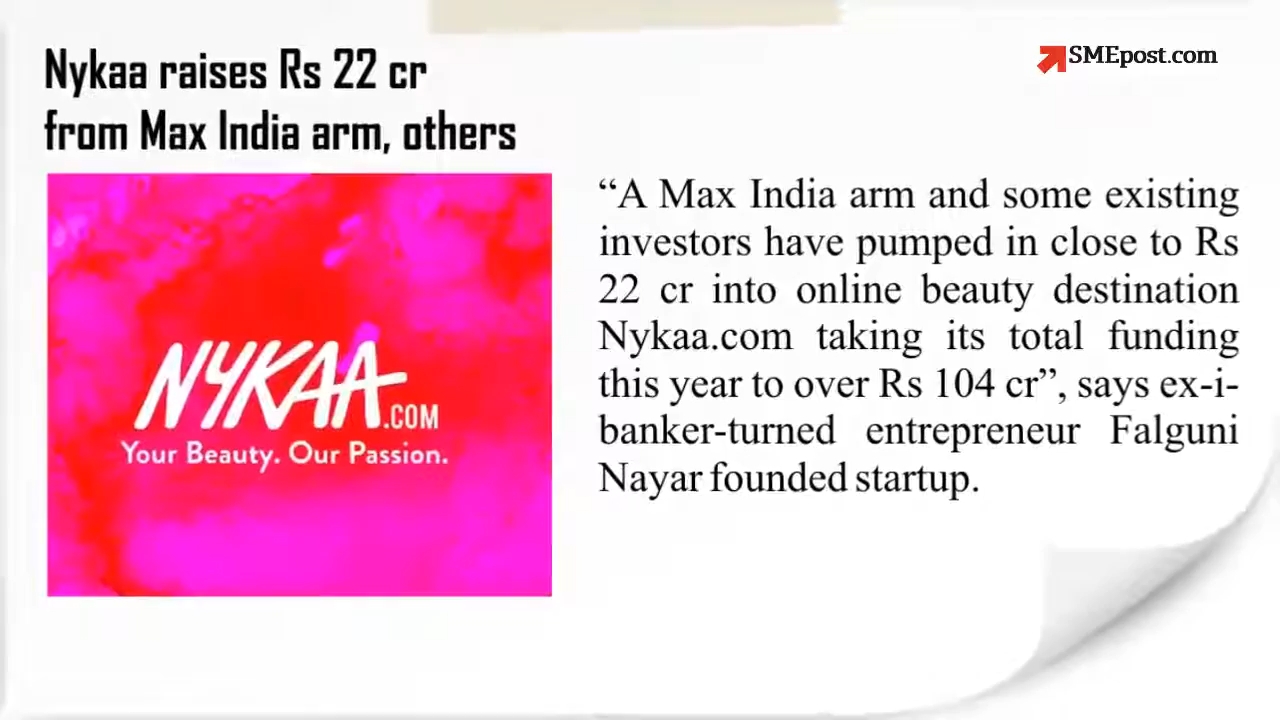 Nykaa raises Rs 22 cr
from Max India arm, others
SMEpost.com
NYKAA.COM
Your Beauty. Our Passion.
“A Max India arm and some existing
investors have pumped in close to Rs
22 cr into online beauty destination
Nykaa.com taking its total funding
this year to over Rs 104 cr”, says ex-i-
banker-turned entrepreneur Falguni
Nayar founded startup.